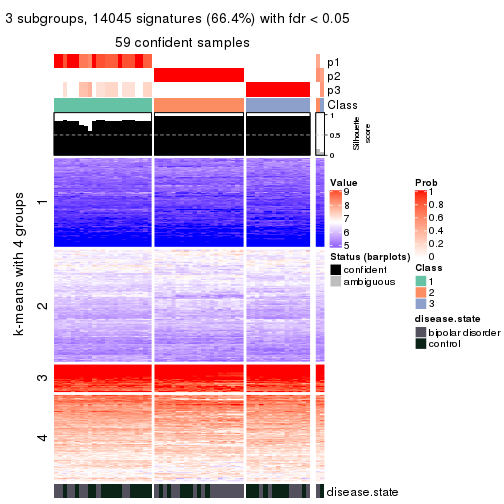 3 subgroups, 14045 signatures (66.4%) with fdr < 0.05
59 confident samples
p1
p2
p3
Class
1
0.5
0
Silhouette
score
k-means with 4 groups
1
2
3
4
disease.state
Value
9
8
7
6
5
Status (barplots)
confident
ambiguous
Prob
1
0.8
0.6
0.4
0.2
0
Class
1
2
3
disease.state
bipolar disorder
control